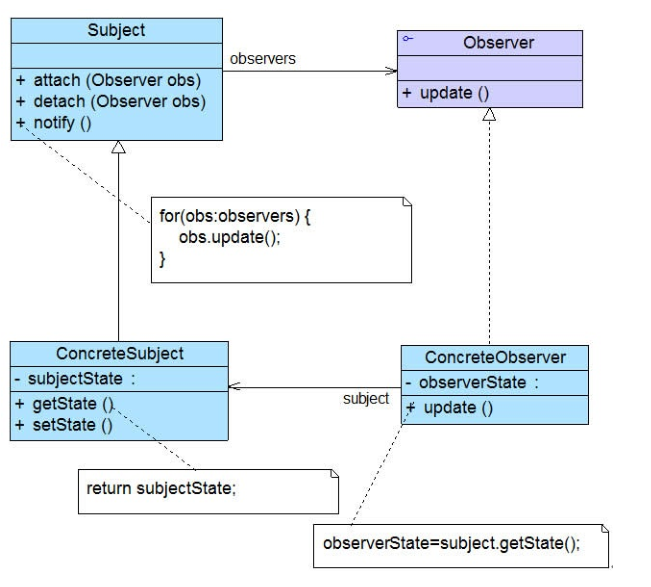 Subject
+ attach (Observer obs)
+ detach (Observer obs)
+ notify ()
observers
Observer
+ update ()
for(obs:observers) {
obs.update();
}
ConcreteSubject
- subjectState :
+ getState ()
+ setState ()
subject
ConcreteObserver
- observerState :
+ update ()
return subjectState;
observerState=subject.getState();